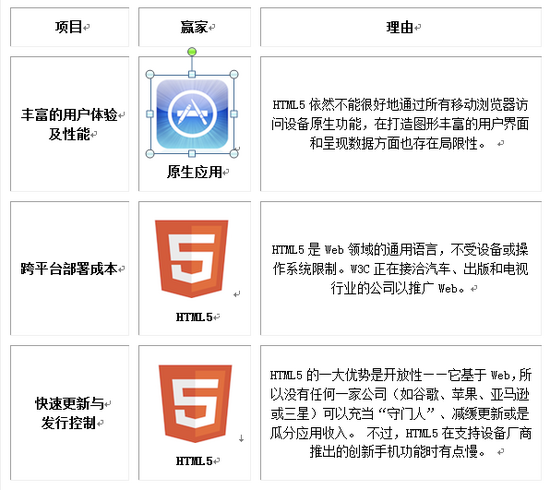 项目
赢家
理由
丰富的用户体验
及性能
原生应用
HTML5 依然不能很好地通过所有移动浏览器访
问设备原生功能，在打造图形丰富的用户界面
和呈现数据方面也存在局限性。
跨平台部署成本
HTML5
HTML5 是 Web 领域的通用语言，不受设备或操
作系统限制。W3C 正在接洽汽车、出版和电视
行业的公司以推广 Web。
快速更新与
发行控制
HTML5
HTML5 的一大优势是开放性——它基于 Web，所
以没有任何一家公司（如谷歌、苹果、亚马逊
或三星）可以充当“守门人”、减缓更新或是
瓜分应用收入。 不过，HTML5 在支持设备厂商
推出的创新手机功能时有点慢。